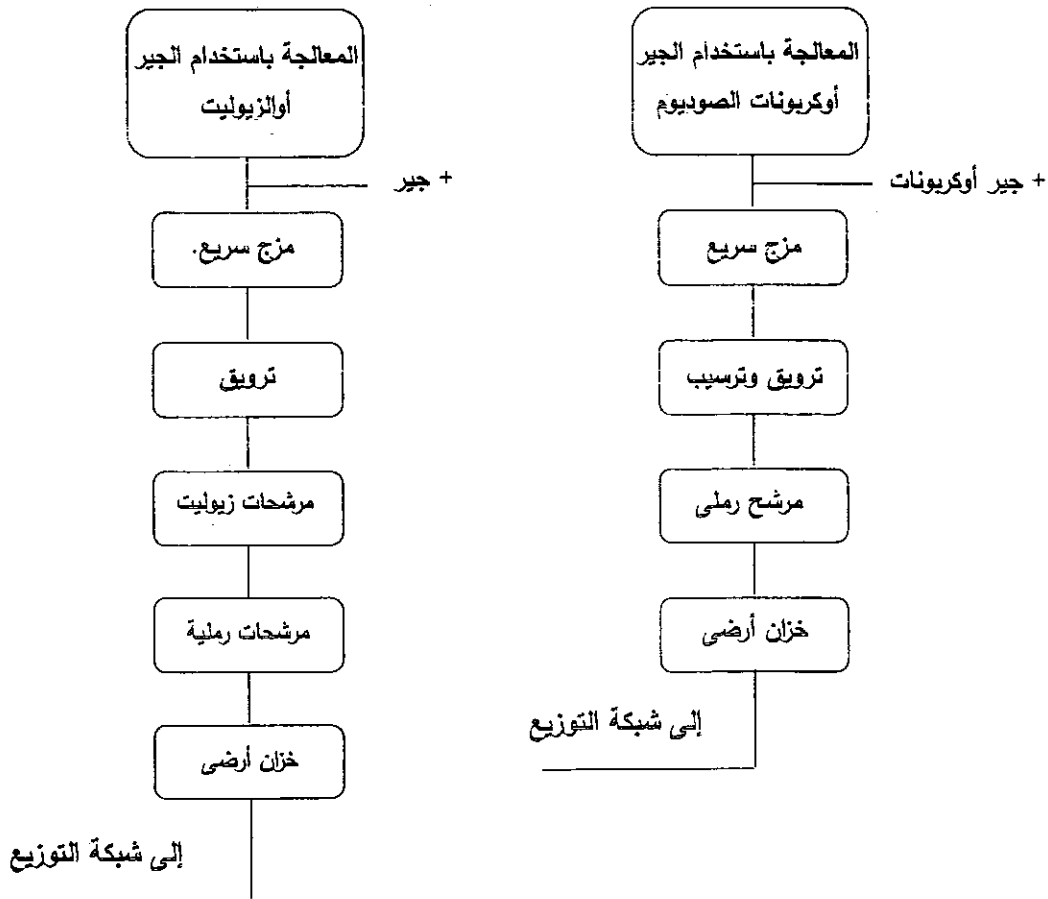 المعالجة باستخدام الجير
أوكربونات الصوديوم
+ جير أوكربونات
مزج سريع
ترويق وترسيب
مرشح رملى
خزان أرضى
إلى شبكة التوزيع
المعالجة باستخدام الجير
أوالزيوليت
+ جير
مزج سريع.
ترويق
مرشحات زيوليت
مرشحات رملية
خزان أرضى
إلى شبكة التوزيع